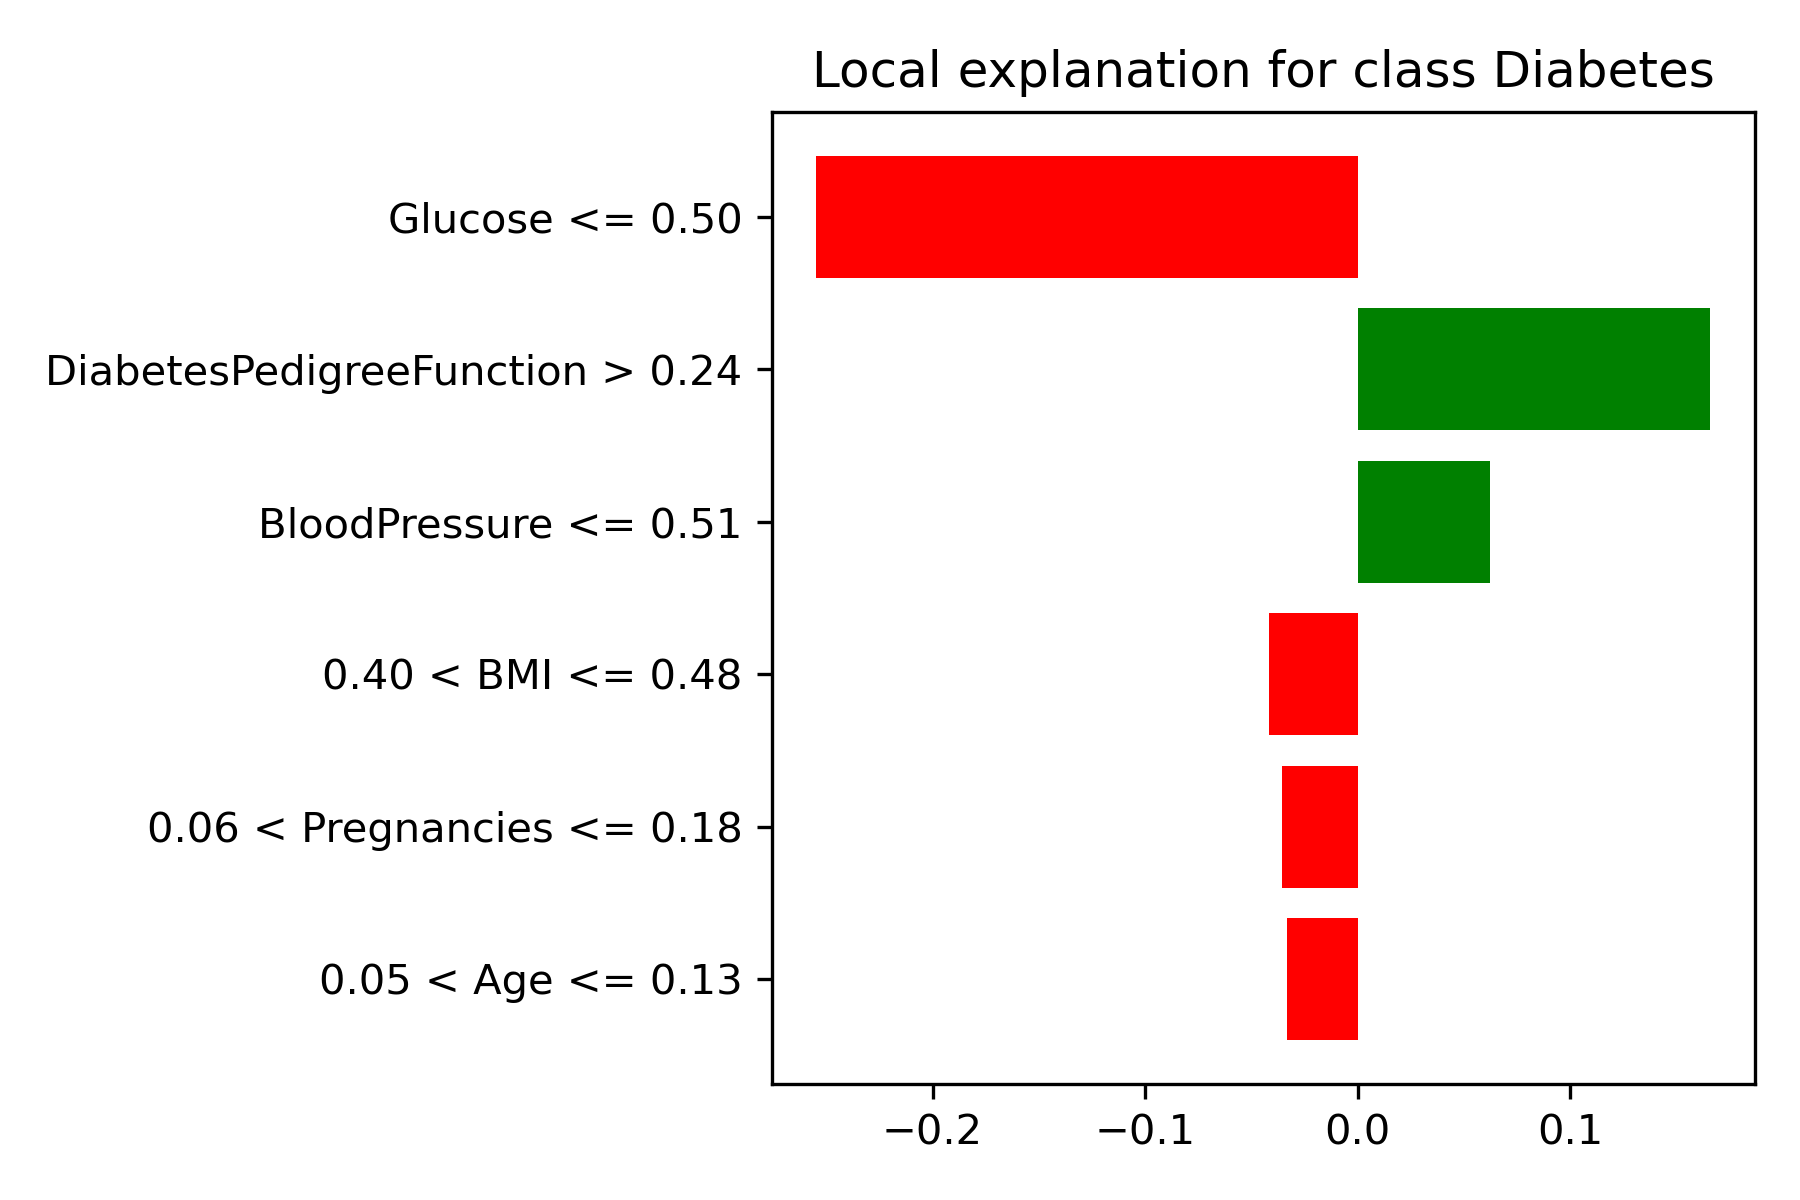 Local explanation for class Diabetes
Glucose <= 0.50
DiabetesPedigreeFunction > 0.24
BloodPressure <= 0.51
0.40 < BMI <= 0.48
0.06 < Pregnancies <= 0.18
0.05 < Age <= 0.13
−0.2 −0.1 0.0 0.1